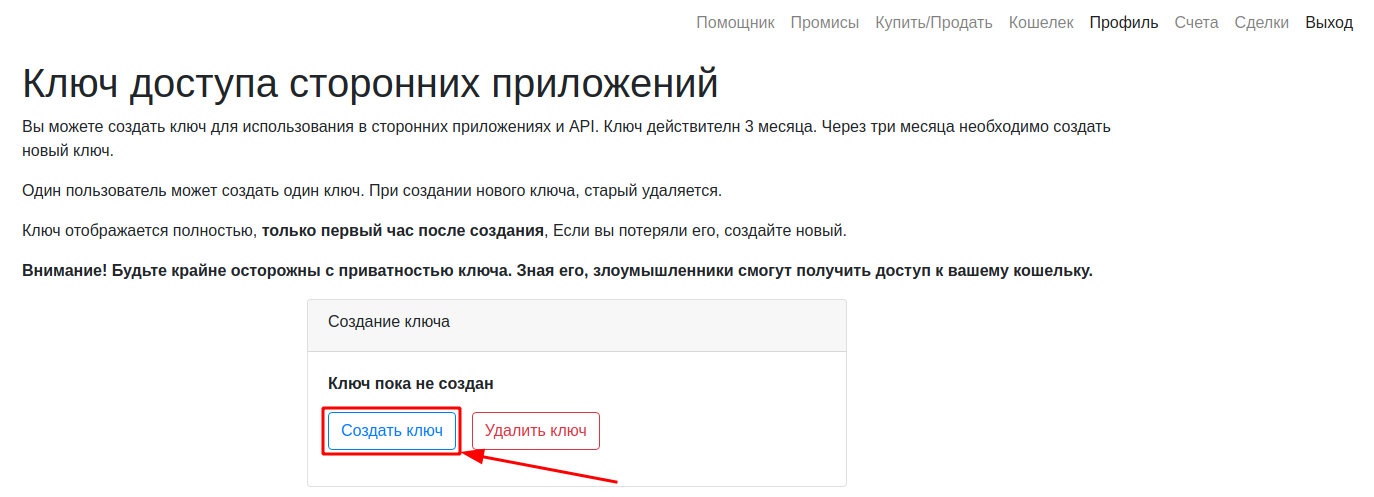 Помощник Промисы Купить/Продать Кошелек Профиль Счета Сделки Выход
Ключ доступа сторонних приложений
Вы можете создать ключ для использования в сторонних приложениях и API. Ключ действителн 3 месяца. Через три месяца необходимо создать
новый ключ.
Один пользователь может создать один ключ. При создании нового ключа, старый удаляется.
Ключ отображается полностью, только первый час после создания, Если вы потеряли его, создайте новый.
Внимание! Будьте крайне осторожны с приватностью ключа. Зная его, злоумышленники смогут получить доступ к вашему кошельку.
Создание ключа
Ключ пока не создан
Создать ключ Удалить ключ